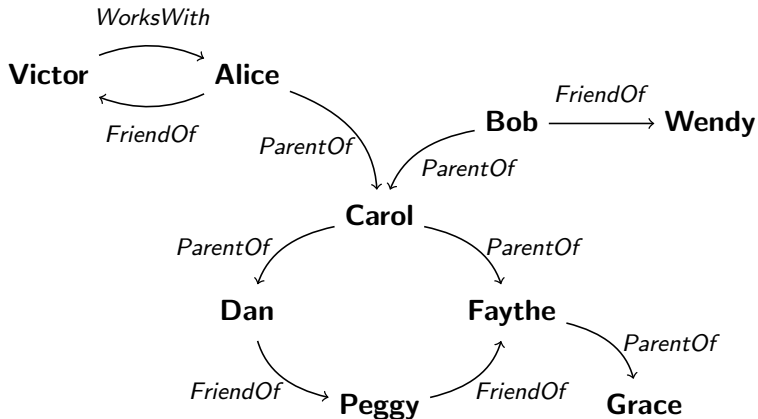 WorksWith
Victor
Alice
FriendOf
FriendOf
Bob
Wendy
ParentOf
ParentOf
Carol
ParentOf
ParentOf
Dan
Faythe
ParentOf
FriendOf
FriendOf
Peggy
Grace